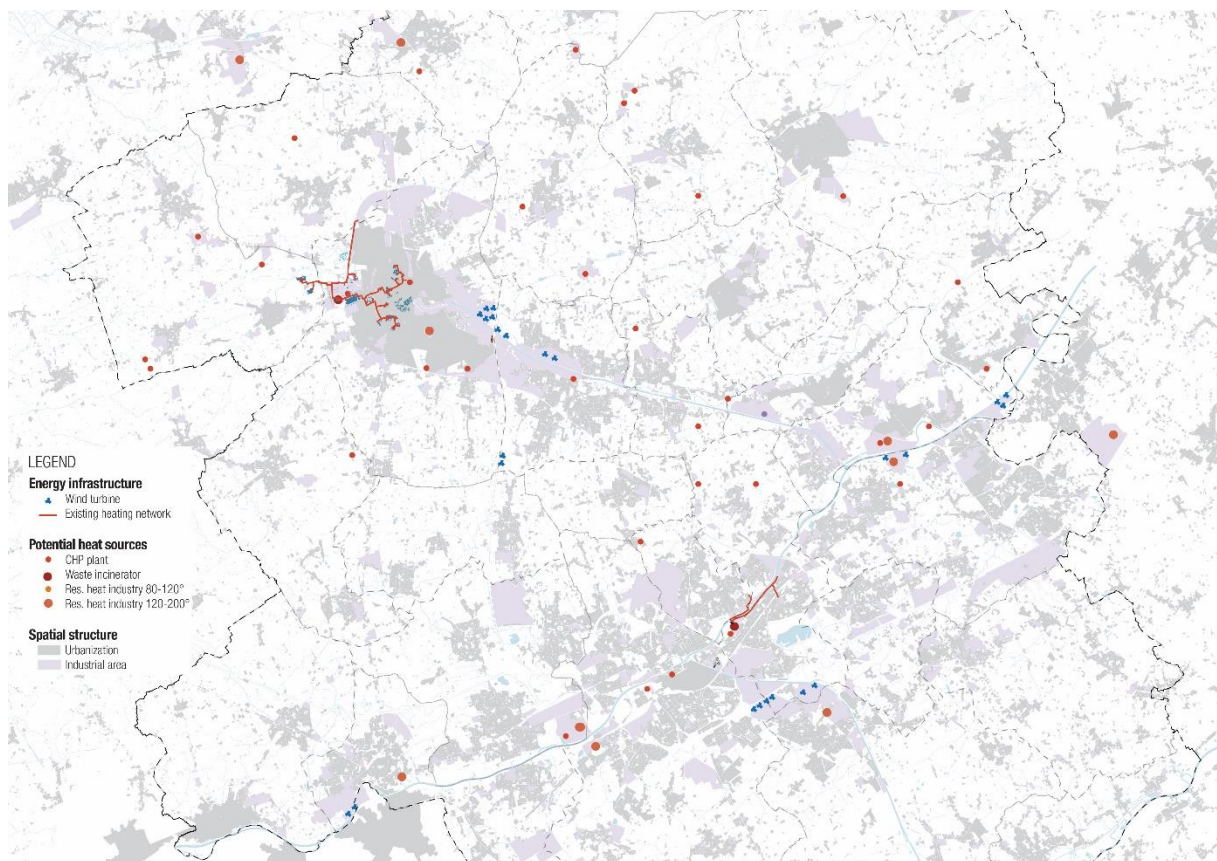 LEGEND
Energy infrastructure
Wind turbine
Existing heating network
Potential heat sources
CHP plant
Waste incinerator
Res. heat industry 80-120°
Res. heat industry 120-200°
Spatial structure
Urbanization
Industrial area